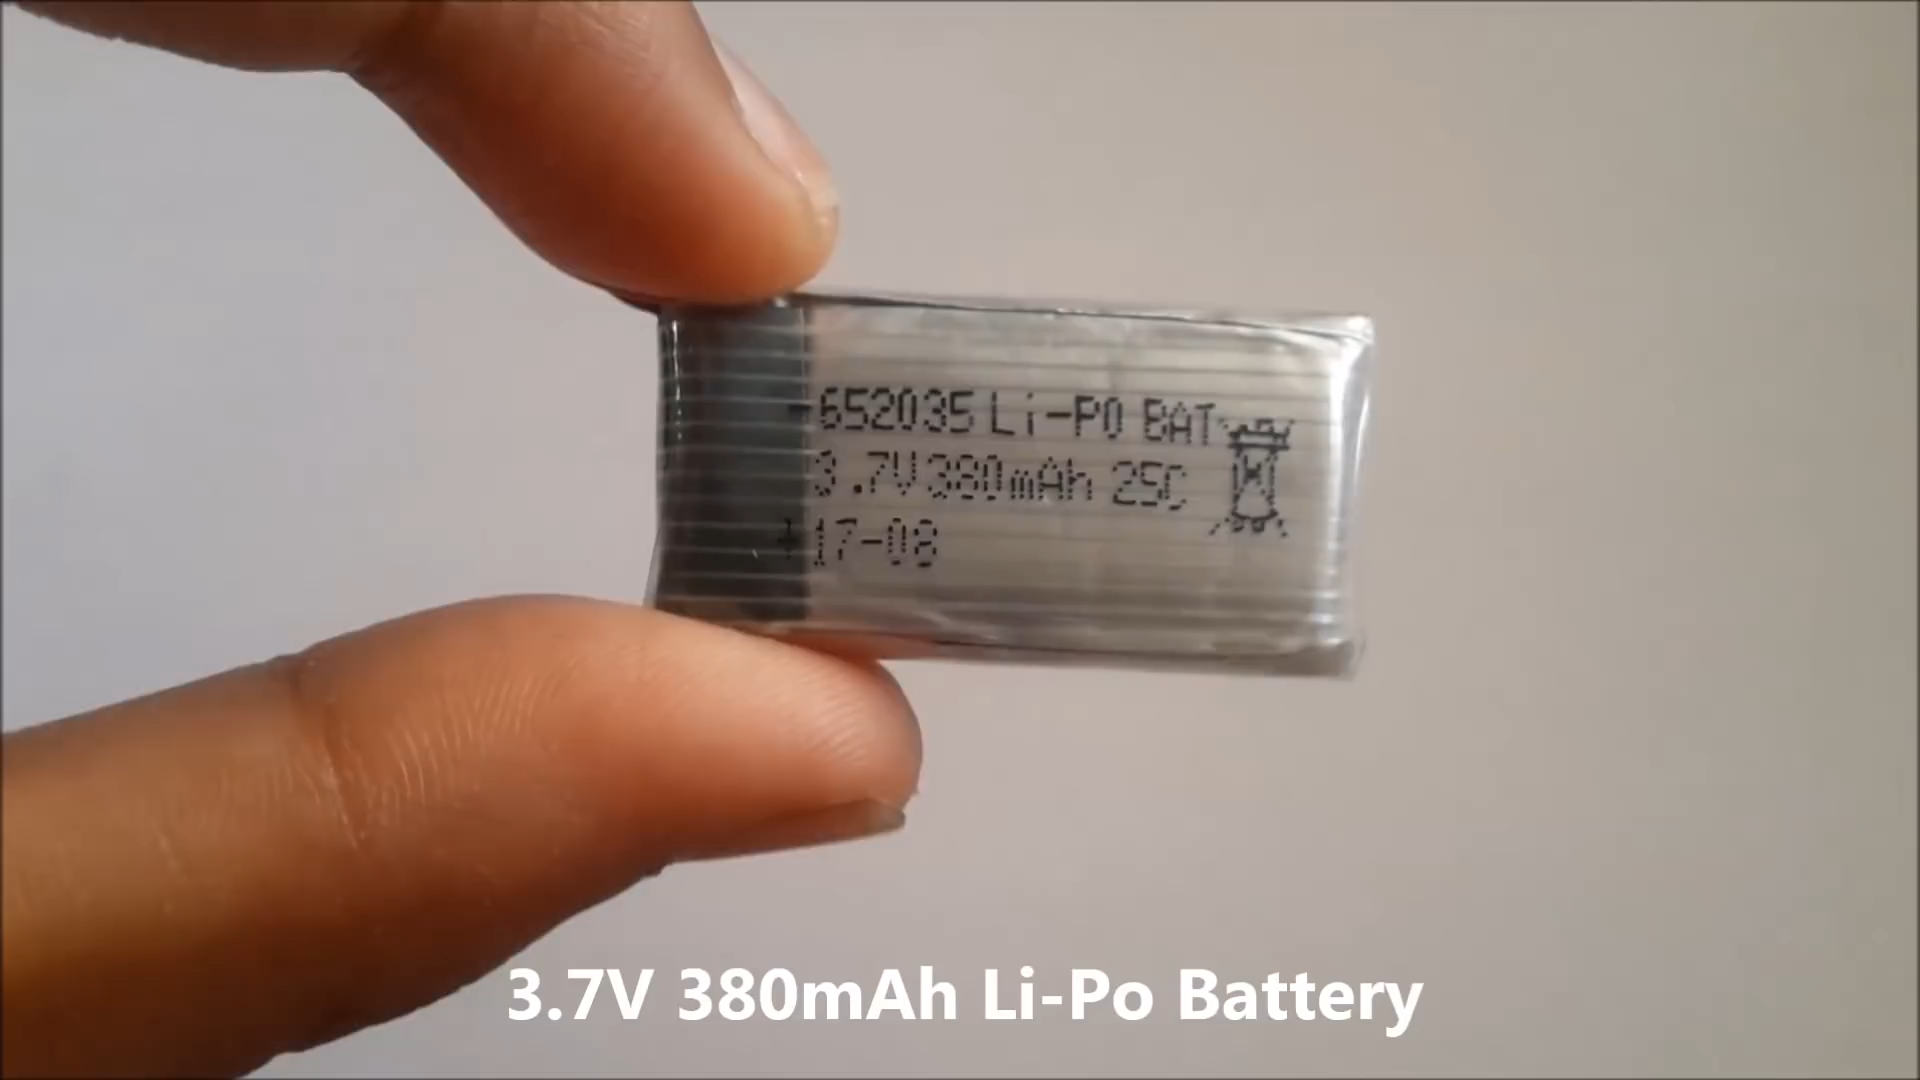 -652035 Li-PO BAT
3.7V 380mAh 25C
+17-08
3.7V 380mAh Li-Po Battery